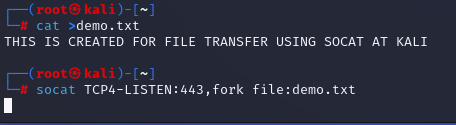 ┌──(root㉿kali)-[~]
└─# cat >demo.txt
THIS IS CREATED FOR FILE TRANSFER USING SOCAT AT KALI
┌──(root㉿kali)-[~]
└─# socat TCP4-LISTEN:443,fork file:demo.txt